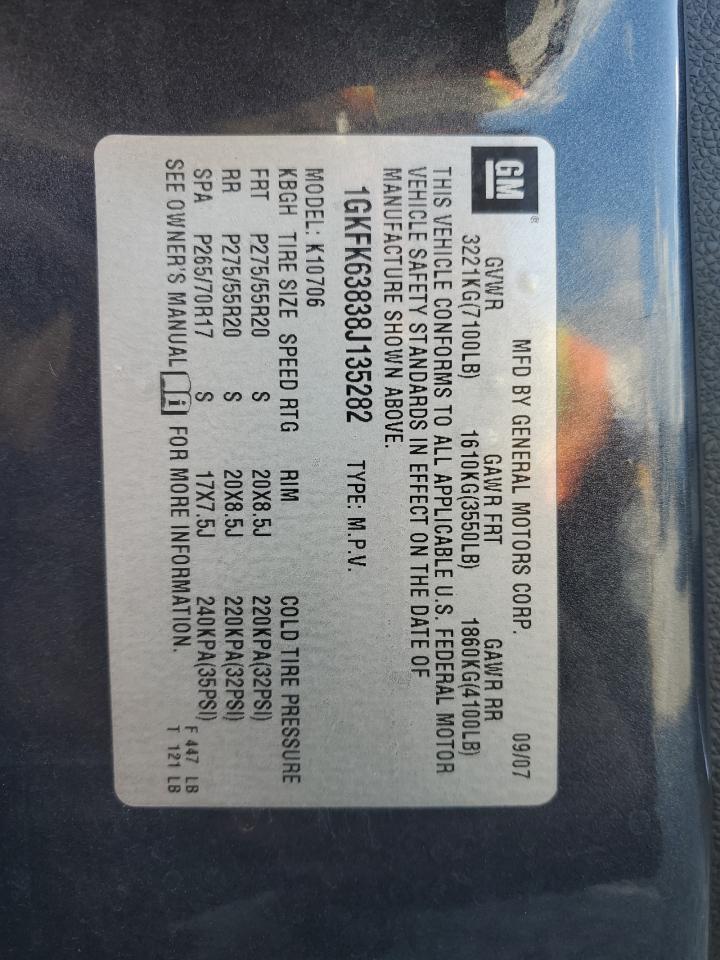 GM ®
MFD BY GENERAL MOTORS CORP. 09/07
GVWR GAWR FRT GAWR RR
3221KG(7100LB) 1610KG(3550LB) 1860KG(4100LB)
THIS VEHICLE CONFORMS TO ALL APPLICABLE U.S. FEDERAL MOTOR
VEHICLE SAFETY STANDARDS IN EFFECT ON THE DATE OF
MANUFACTURE SHOWN ABOVE.
1GKFK63838J135282 TYPE: M.P.V.
MODEL: K10706
KBGH TIRE SIZE SPEED RTG RIM COLD TIRE PRESSURE
FRT P275/55R20 S 20X8.5J 220KPA(32PSI)
RR P275/55R20 S 20X8.5J 220KPA(32PSI)
SPA P265/70R17 S 17X7.5J 240KPA(35PSI)
SEE OWNER'S MANUAL i FOR MORE INFORMATION.
F 447 LB
T 121 LB